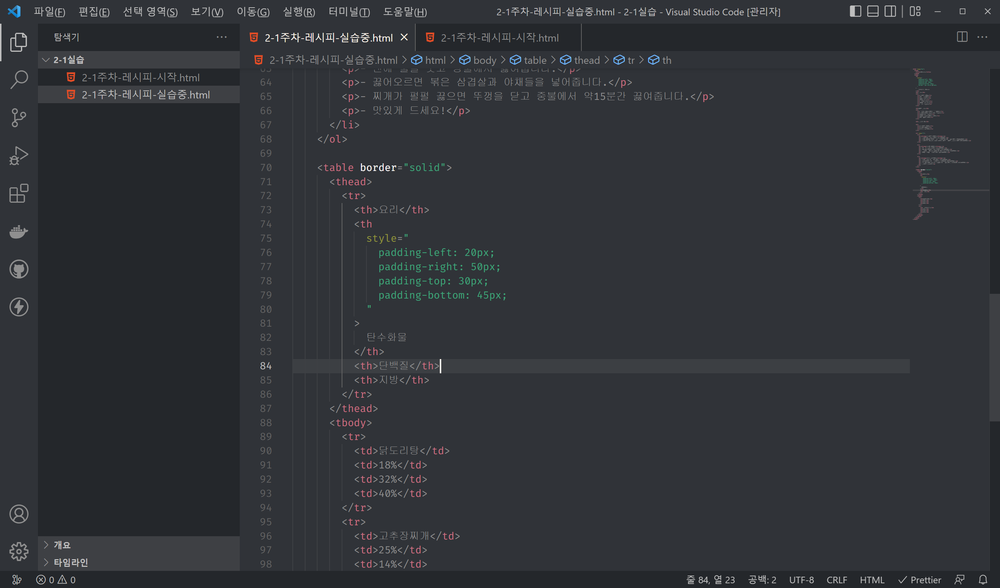 파일(F) 편집(E) 선택 영역(S) 보기(V) 이동(G) 실행(R) 터미널(T) 도움말(H) 2-1주차-레시피-실습중.html - 2-1실습 - Visual Studio Code [관리자]
탐색기
2-1실습
2-1주차-레시피-시작.html
2-1주차-레시피-실습중.html
개요
타임라인
2-1주차-레시피-실습중.html 2-1주차-레시피-시작.html
2-1주차-레시피-실습중.html > html > body > table > thead > tr > th
64 <p>- 끓어오르면 볶은 삼겹살과 야채들을 넣어줍니다.</p>
65 <p>- 찌개가 펄펄 끓으면 뚜껑을 닫고 중불에서 약15분간 끓여줍니다.</p>
66 <p>- 맛있게 드세요!</p>
67 </li>
68 </ol>
69
70 <table border="solid">
71 <thead>
72 <tr>
73 <th>요리</th>
74 <th
75 style="
76 padding-left: 20px;
77 padding-right: 50px;
78 padding-top: 30px;
79 padding-bottom: 45px;
80 "
81 >
82 탄수화물
83 </th>
84 <th>단백질</th>
85 <th>지방</th>
86 </tr>
87 </thead>
88 <tbody>
89 <tr>
90 <td>닭도리탕</td>
91 <td>18%</td>
92 <td>32%</td>
93 <td>40%</td>
94 </tr>
95 <tr>
96 <td>고추장찌개</td>
97 <td>25%</td>
98 <td>14%</td>
0 0 줄 84, 열 23 공백: 2 UTF-8 CRLF HTML Prettier